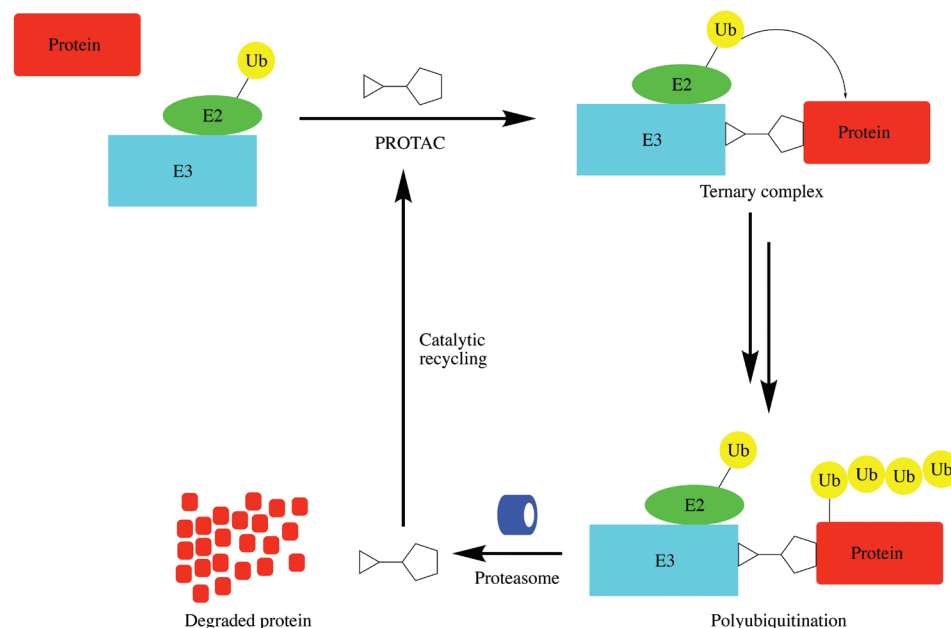 Protein
Ub
E2
E3
PROTAC
Ub
E2
E3
Protein
Ternary complex
Catalytic
recycling
Ub
E2
E3
Ub Ub Ub Ub
Protein
Proteasome
Degraded protein
Polyubiquitination